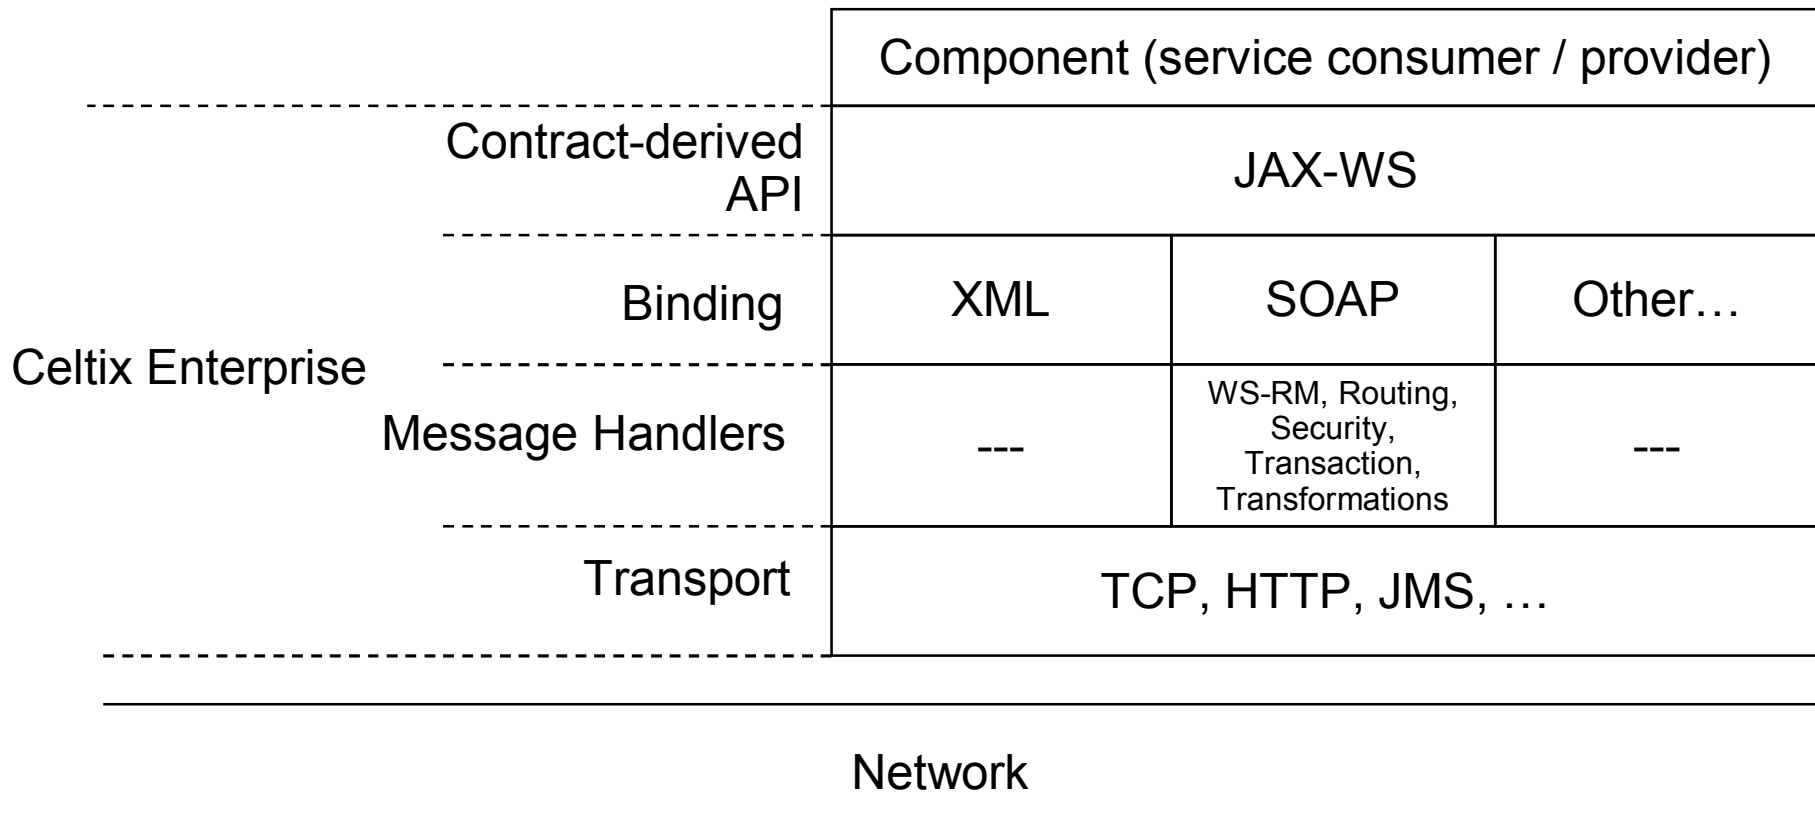 Component (service consumer / provider)
Contract-derived
API
JAX-WS
Binding
XML
SOAP
Other…
Celtix Enterprise
Message Handlers
---
WS-RM, Routing,
Security,
Transaction,
Transformations
---
Transport
TCP, HTTP, JMS, …
Network